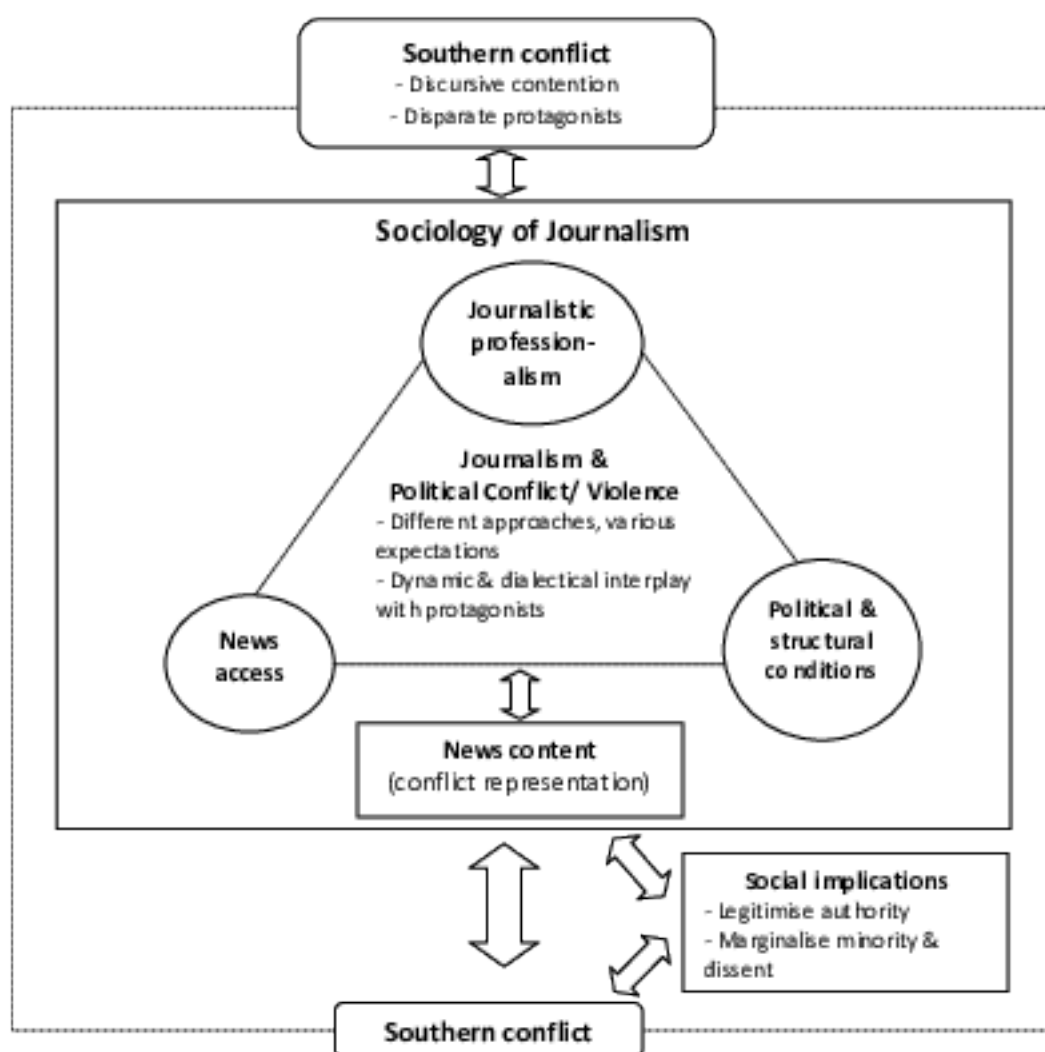 Southern conflict
- Discursive contention
- Disparate protagonists
Sociology of Journalism
Journalistic
profession-
alism
Journalism &
Political Conflict/ Violence
- Different approaches, various
expectations
- Dynamic & dialectical interplay
with protagonists
News
access
Political &
structural
conditions
News content
(conflict representation)
Social implications
- Legitimise authority
- Marginalise minority &
dissent
Southern conflict